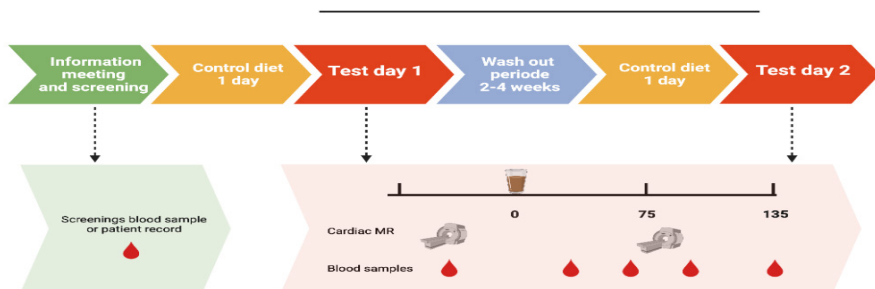 Information
meeting
and screening
Control diet
1 day
Test day 1
Wash out
periode
2-4 weeks
Control diet
1 day
Test day 2
Screenings blood sample
or patient record
0
75
135
Cardiac MR
Blood samples